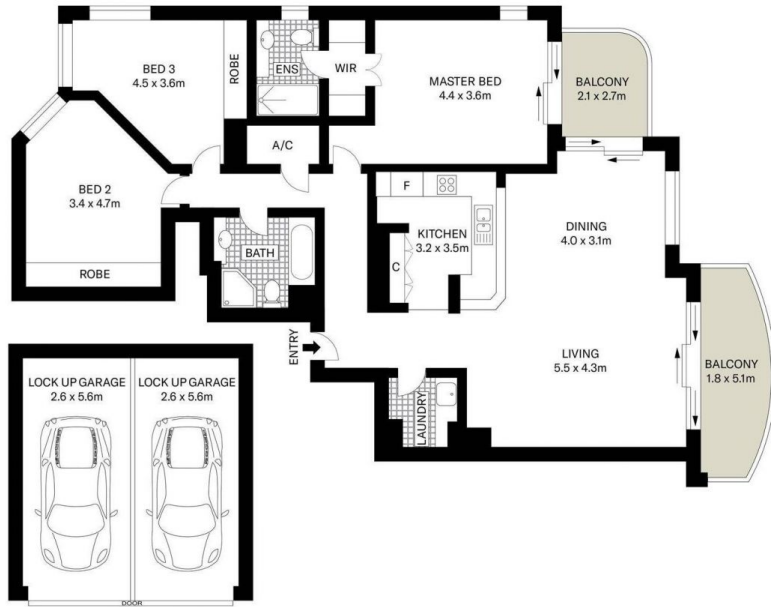 BED 3
4.5 x 3.6m
ROBE
ENS
WIR
MASTER BED
4.4 x 3.6m
BALCONY
2.1 x 2.7m
A/C
BED 2
3.4 x 4.7m
ROBE
BATH
F
KITCHEN
3.2 x 3.5m
C
DINING
4.0 x 3.1m
ENTRY
LIVING
5.5 x 4.3m
BALCONY
1.8 x 5.1m
LAUNDRY
LOCK UP GARAGE
2.6 x 5.6m
LOCK UP GARAGE
2.6 x 5.6m
DOOR